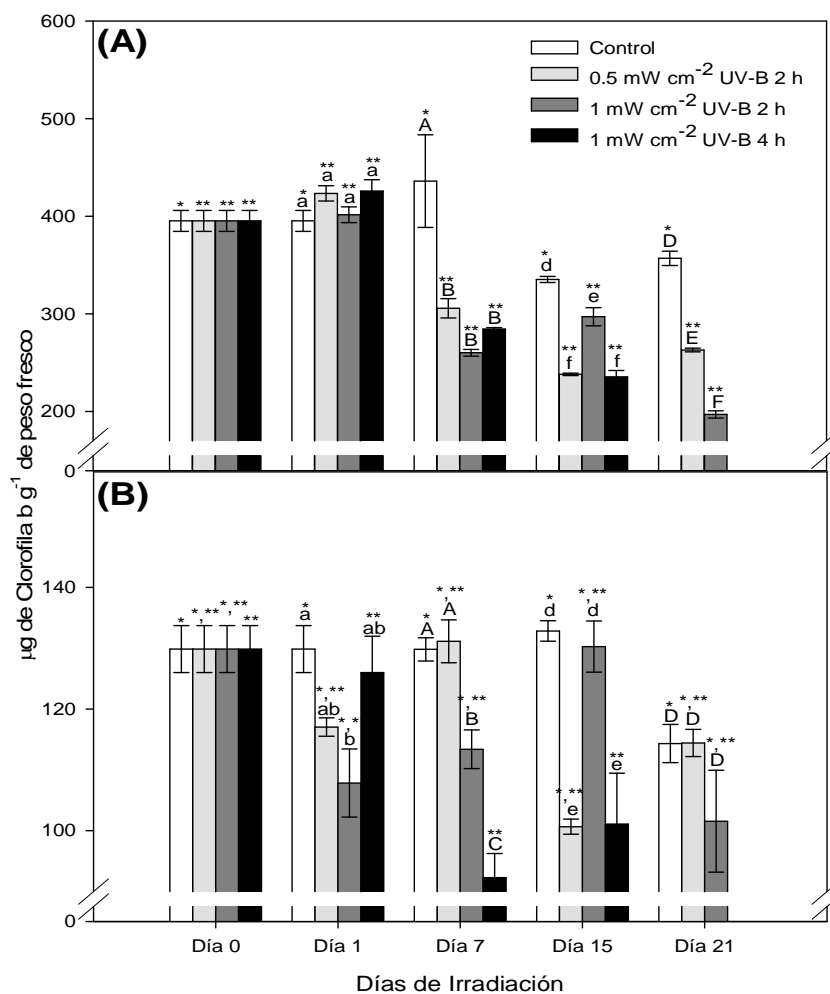 600
(A)
Control
0.5 mW cm-2 UV-B 2 h
1 mW cm-2 UV-B 2 h
1 mW cm-2 UV-B 4 h
500
*
A
** ** **
* ** ** ** * a a a
a
400
*
D
*
d
**
e
**
B
** **
B B
300
**
E
** **
f f
**
F
200
0
µg de Clorofila b g-1 de peso fresco
(B)
140
* *,** *,** **
*
a
**
ab
*,**
ab
*,*
b
*
A
*,**
A
*,**
B
**
C
*
d
*,**
d
*,**
e
**
e
*
D
*,**
D
*,**
D
120
100
0
Día 0 Día 1 Día 7 Día 15 Día 21
Días de Irradiación